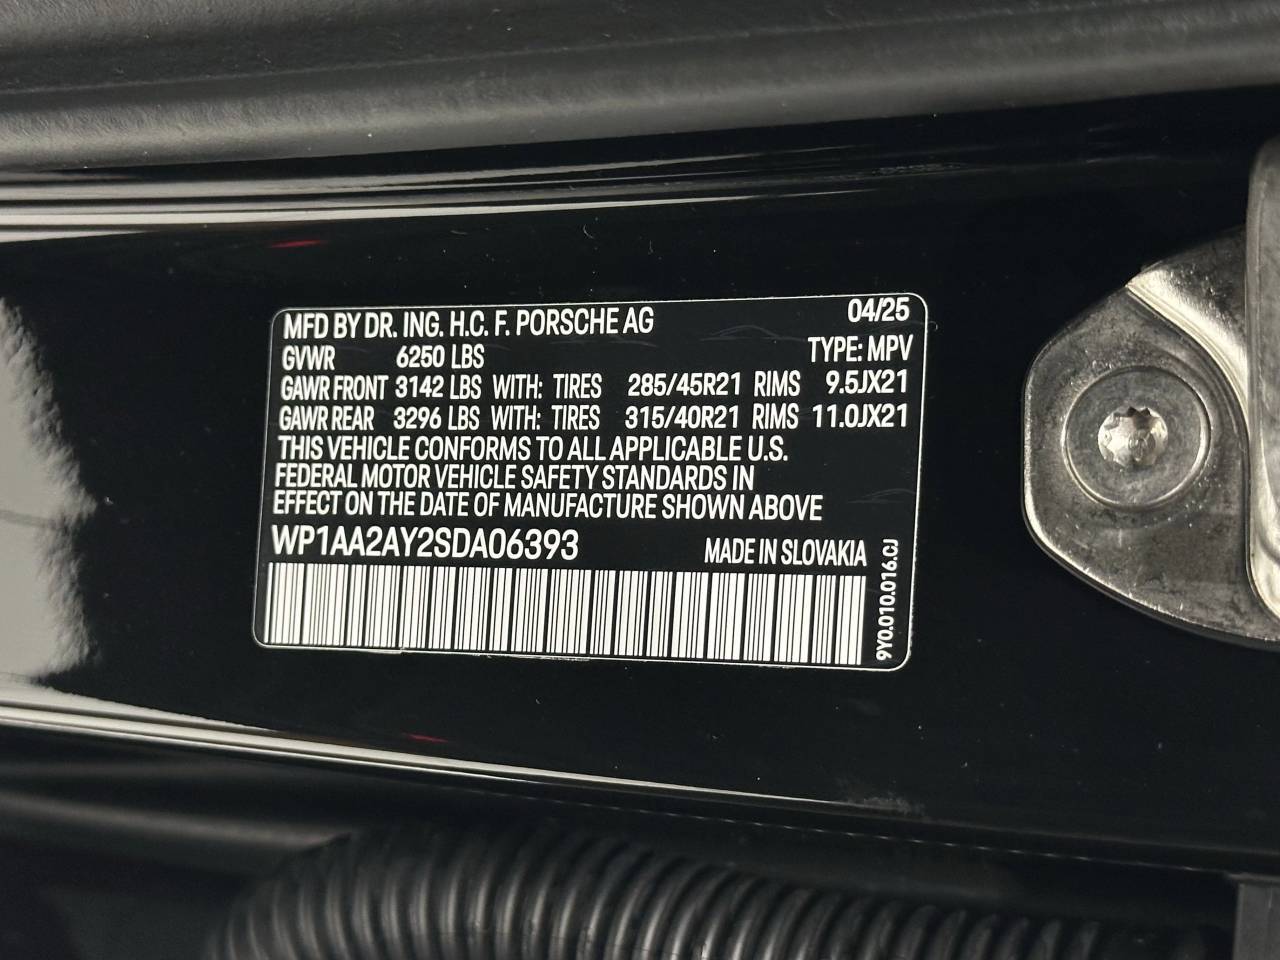 MFD BY DR. ING. H.C. F. PORSCHE AG 04/25
GVWR 6250 LBS TYPE: MPV
GAWR FRONT 3142 LBS WITH: TIRES 285/45R21 RIMS 9.5JX21
GAWR REAR 3296 LBS WITH: TIRES 315/40R21 RIMS 11.0JX21
THIS VEHICLE CONFORMS TO ALL APPLICABLE U.S.
FEDERAL MOTOR VEHICLE SAFETY STANDARDS IN
EFFECT ON THE DATE OF MANUFACTURE SHOWN ABOVE
WP1AA2AY2SDA06393 MADE IN SLOVAKIA
9Y0.010.016.CJ